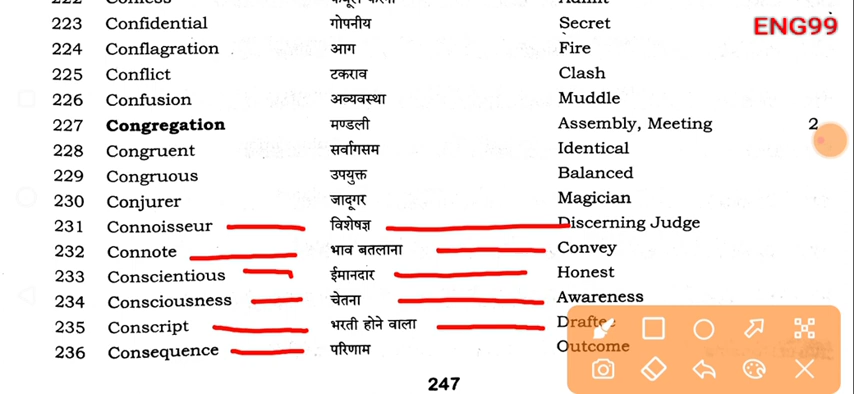 223 Confidential गोपनीय Secret
ENG99
224 Conflagration आग Fire
225 Conflict टकराव Clash
226 Confusion अव्यवस्था Muddle
227 Congregation मण्डली Assembly, Meeting 2
228 Congruent सर्वागसम Identical
229 Congruous उपयुक्त Balanced
230 Conjurer जादूगर Magician
231 Connoisseur विशेषज्ञ Discerning Judge
232 Connote भाव बतलाना Convey
233 Conscientious ईमानदार Honest
234 Consciousness चेतना Awareness
235 Conscript भरती होने वाला Draftee
236 Consequence परिणाम Outcome
247